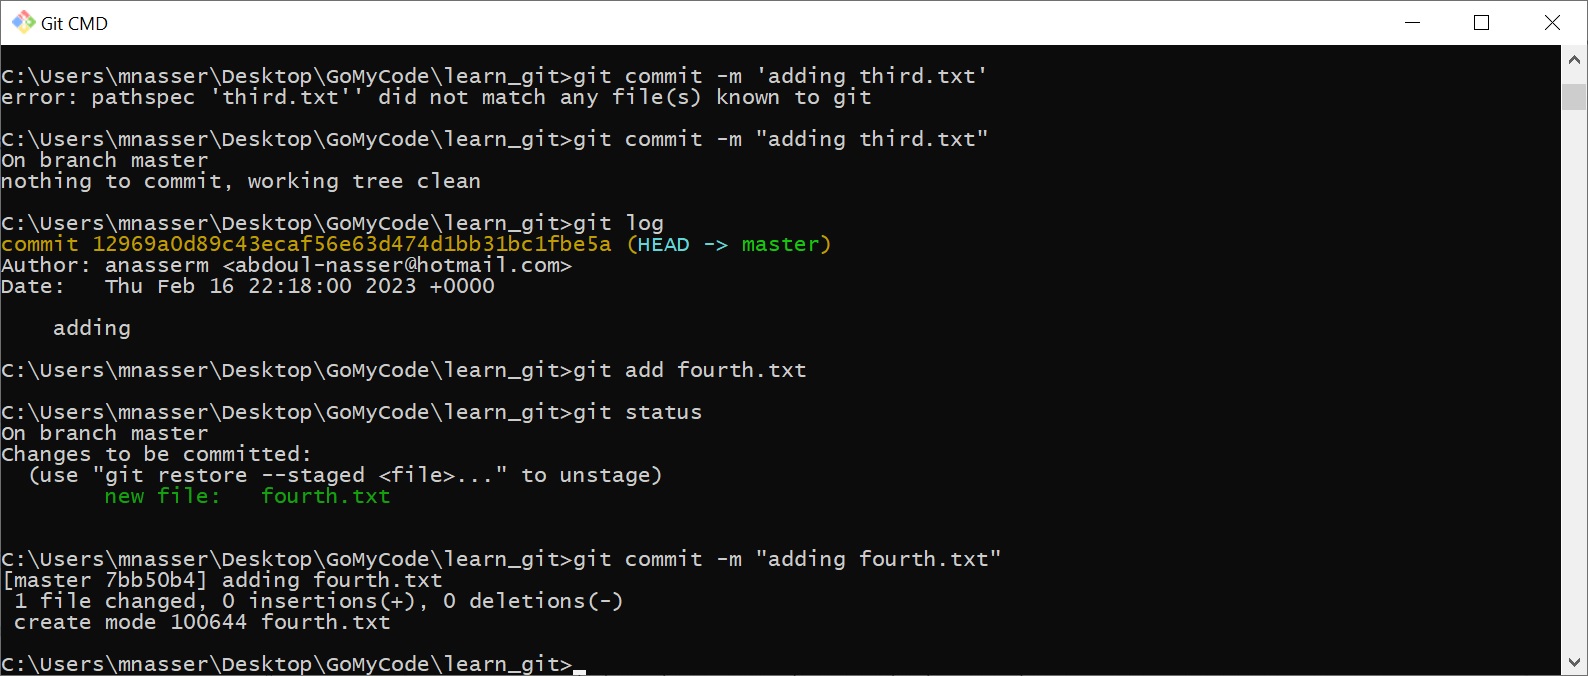 Git CMD
C:\Users\mnasser\Desktop\GoMyCode\learn_git>git commit -m 'adding third.txt'
error: pathspec 'third.txt'' did not match any file(s) known to git
C:\Users\mnasser\Desktop\GoMyCode\learn_git>git commit -m "adding third.txt"
On branch master
nothing to commit, working tree clean
C:\Users\mnasser\Desktop\GoMyCode\learn_git>git log
commit 12969a0d89c43ecaf56e63d474d1bb31bc1fbe5a (HEAD -> master)
Author: anasserm <abdoul-nasser@hotmail.com>
Date:   Thu Feb 16 22:18:00 2023 +0000
    adding
C:\Users\mnasser\Desktop\GoMyCode\learn_git>git add fourth.txt
C:\Users\mnasser\Desktop\GoMyCode\learn_git>git status
On branch master
Changes to be committed:
  (use "git restore --staged <file>..." to unstage)
        new file:   fourth.txt
C:\Users\mnasser\Desktop\GoMyCode\learn_git>git commit -m "adding fourth.txt"
[master 7bb50b4] adding fourth.txt
 1 file changed, 0 insertions(+), 0 deletions(-)
 create mode 100644 fourth.txt
C:\Users\mnasser\Desktop\GoMyCode\learn_git>